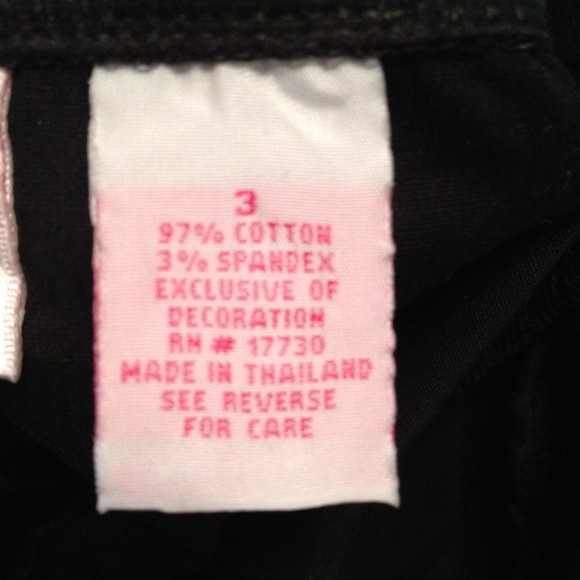 3
97% COTTON
3% SPANDEX
EXCLUSIVE OF
DECORATION
RN # 17730
MADE IN THAILAND
SEE REVERSE
FOR CARE